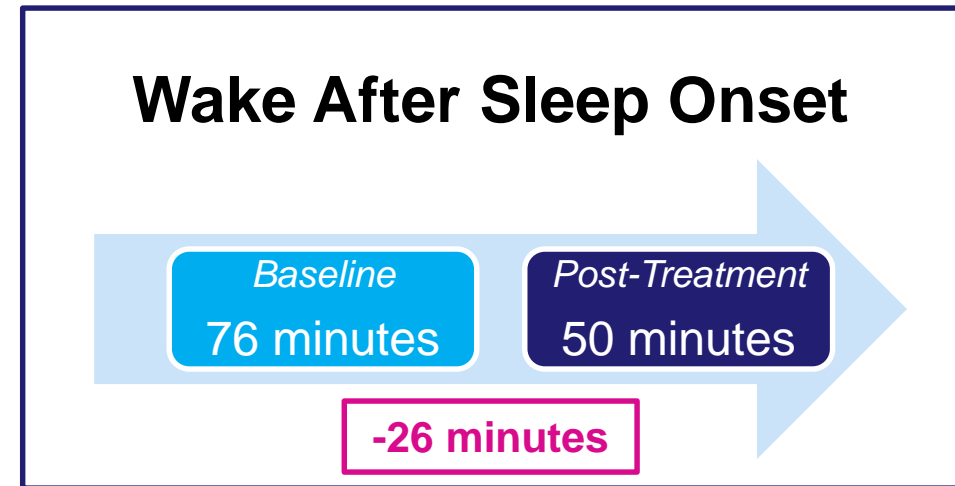 Wake After Sleep Onset
Baseline
76 minutes
Post-Treatment
50 minutes
-26 minutes